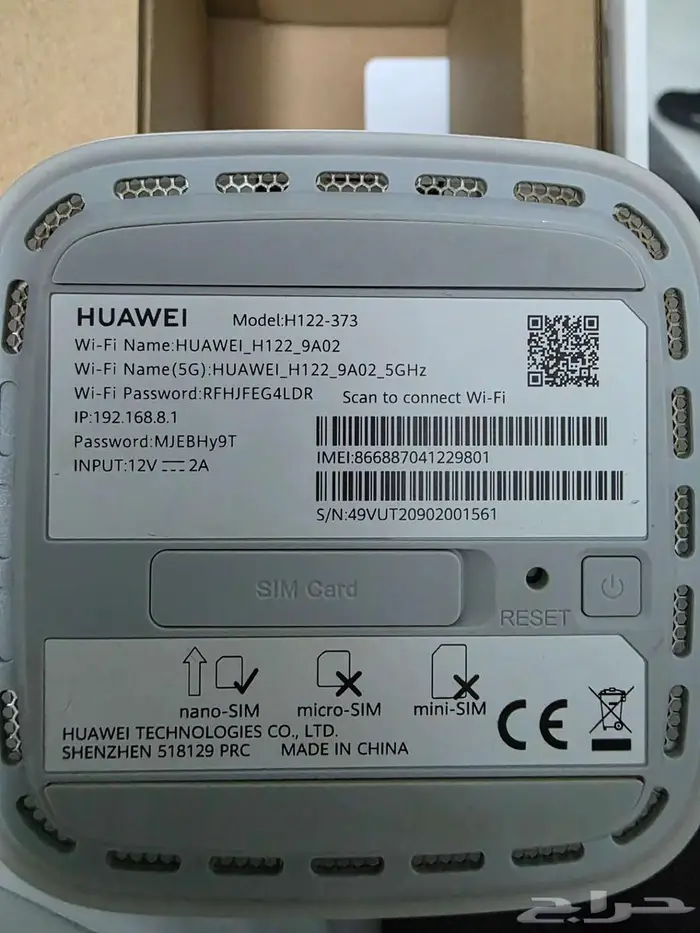 HUAWEI Model:H122-373
Wi-Fi Name:HUAWEI_H122_9A02
Wi-Fi Name(5G):HUAWEI_H122_9A02_5GHz
Wi-Fi Password:RFHJFEG4LDR Scan to connect Wi-Fi
IP:192.168.8.1
Password:MJEBHy9T
INPUT:12V ⎓ 2A
IMEI:866887041229801
S/N:49VUT20902001561
SIM Card
RESET
nano-SIM micro-SIM mini-SIM
HUAWEI TECHNOLOGIES CO., LTD.
SHENZHEN 518129 PRC MADE IN CHINA
CE
حراج